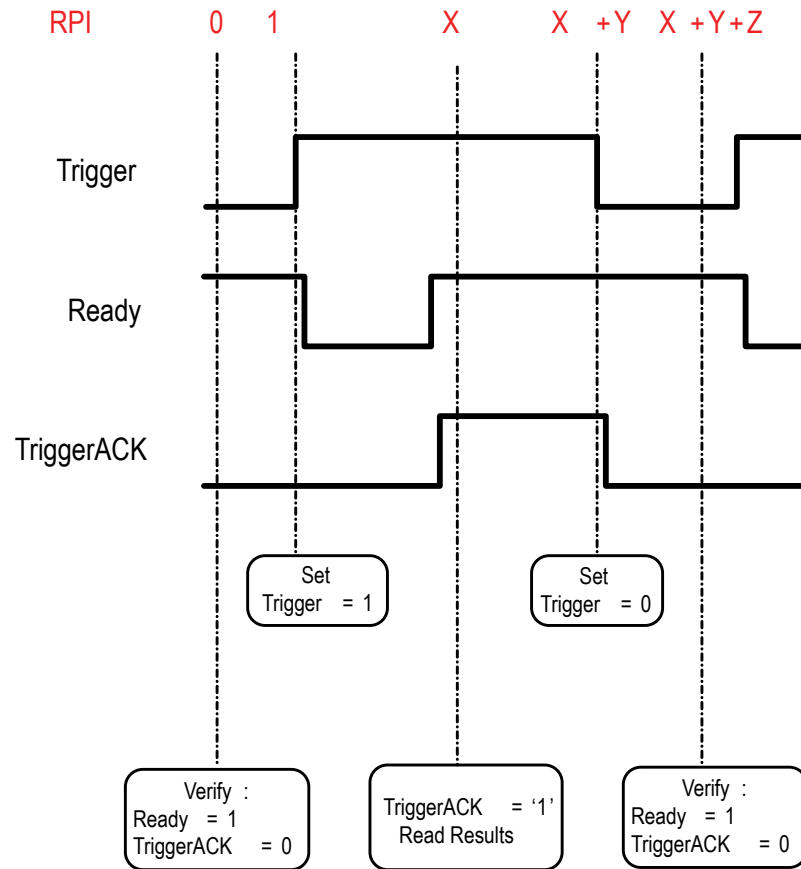 RPI 0 1 X X +Y X +Y+Z
Trigger
Ready
TriggerACK
Set
Trigger = 1
Set
Trigger = 0
Verify :
Ready = 1
TriggerACK = 0
TriggerACK = ‘1’
Read Results
Verify :
Ready = 1
TriggerACK = 0